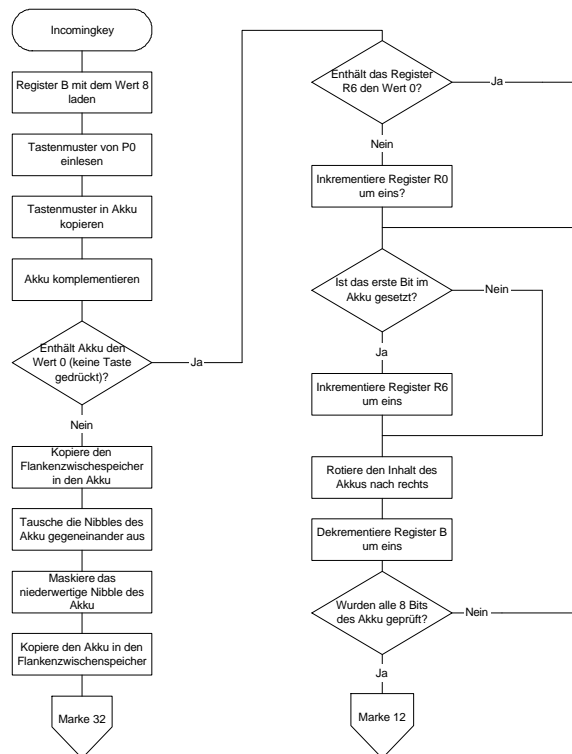 Incomingkey
Register B mit dem Wert 8
laden
Tastenmuster von P0
einlesen
Tastenmuster in Akku
kopieren
Akku komplementieren
Enthält Akku den
Wert 0 (keine Taste
gedrückt)?
Ja
Nein
Kopiere den
Flankenzwischespeicher
in den Akku
Tausche die Nibbles des
Akku gegeneinander aus
Maskiere das
niederwertige Nibble des
Akku
Kopiere den Akku in den
Flankenzwischenspeicher
Marke 32
Enthält das Register
R6 den Wert 0?
Ja
Nein
Inkrementiere Register R0
um eins?
Ist das erste Bit im
Akku gesetzt?
Nein
Ja
Inkrementiere Register R6
um eins
Rotiere den Inhalt des
Akkus nach rechts
Dekrementiere Register B
um eins
Wurden alle 8 Bits
des Akku geprüft?
Nein
Ja
Marke 12